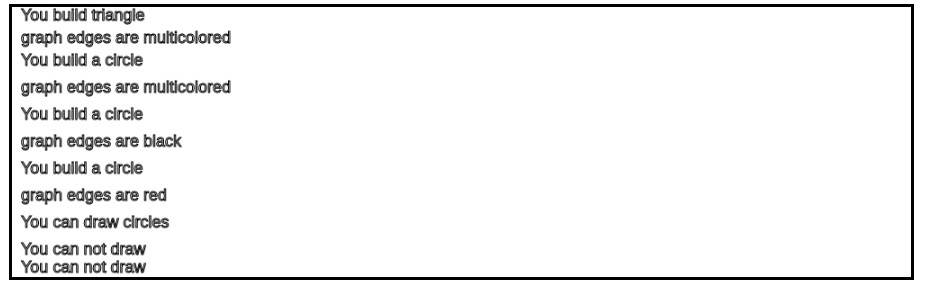 You build triangle
graph edges are multicolored
You build a circle
graph edges are multicolored
You build a circle
graph edges are black
You build a circle
graph edges are red
You can draw circles
You can not draw
You can not draw